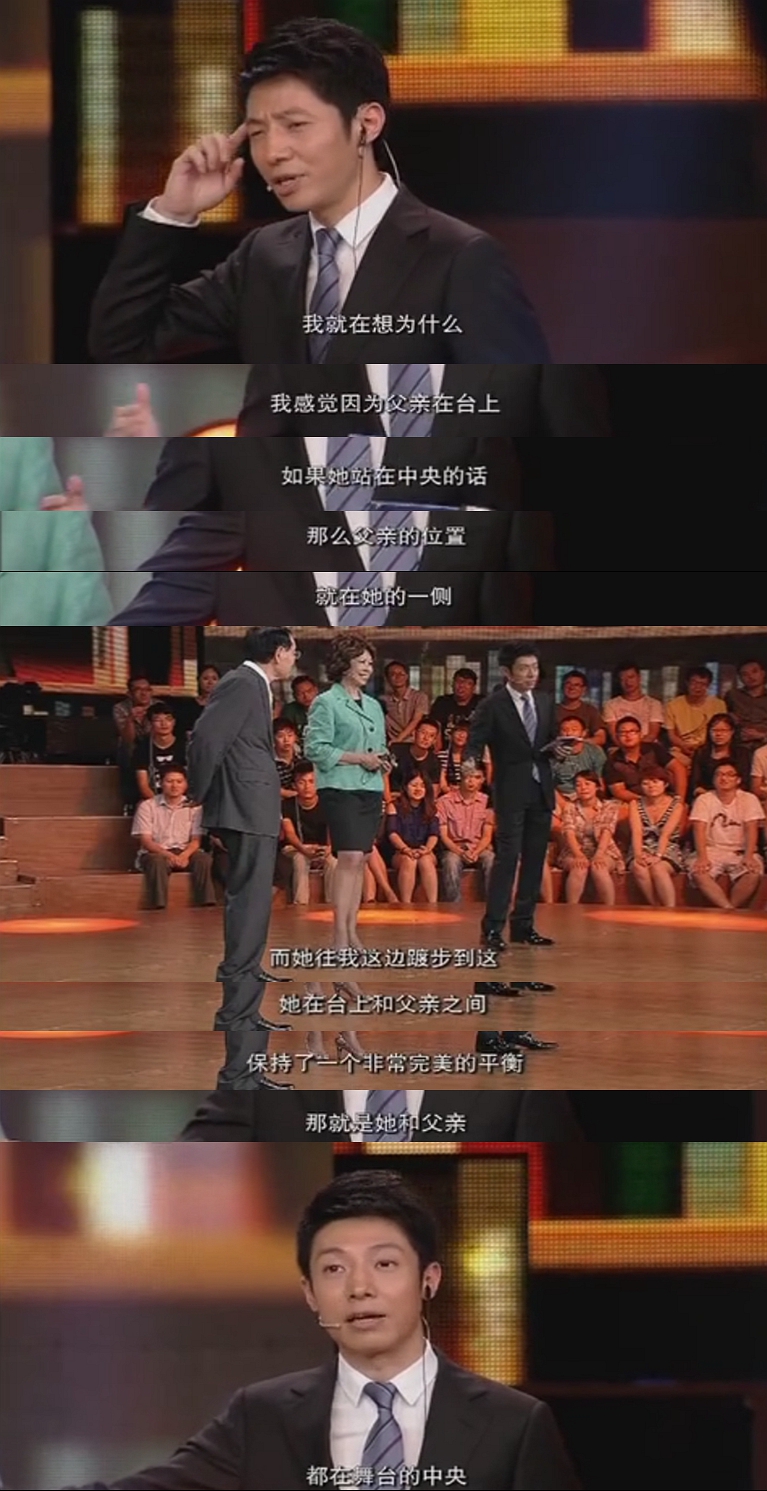 我就在想为什么
我感觉因为父亲在台上
如果她站在中央的话
那么父亲的位置
就在她的一侧
而她往我这边踱步到这
她在台上和父亲之间
保持了一个非常完美的平衡
那就是她和父亲
都在舞台的中央